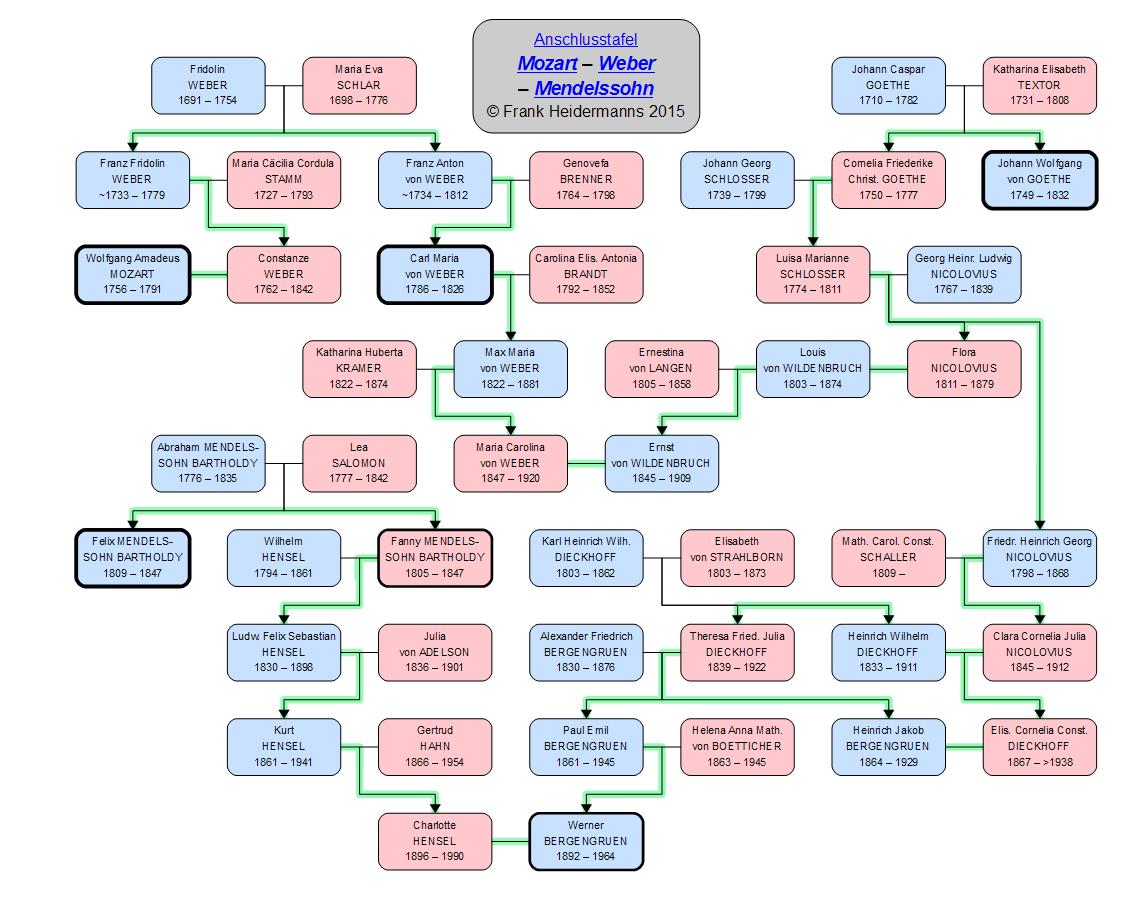 Anschlusstafel
Mozart – Weber
– Mendelssohn
© Frank Heidermanns 2015
Fridolin
WEBER
1691 – 1754
Maria Eva
SCHLAR
1698 – 1776
Johann Caspar
GOETHE
1710 – 1782
Katharina Elisabeth
TEXTOR
1731 – 1808
Franz Fridolin
WEBER
~1733 – 1779
Maria Cäcilia Cordula
STAMM
1727 – 1793
Franz Anton
von WEBER
~1734 – 1812
Genovefa
BRENNER
1764 – 1798
Johann Georg
SCHLOSSER
1739 – 1799
Cornelia Friederike
Christ. GOETHE
1750 – 1777
Johann Wolfgang
von GOETHE
1749 – 1832
Wolfgang Amadeus
MOZART
1756 – 1791
Constanze
WEBER
1762 – 1842
Carl Maria
von WEBER
1786 – 1826
Carolina Elis. Antonia
BRANDT
1792 – 1852
Luisa Marianne
SCHLOSSER
1774 – 1811
Georg Heinr. Ludwig
NICOLOVIUS
1767 – 1839
Katharina Huberta
KRAMER
1822 – 1874
Max Maria
von WEBER
1822 – 1881
Ernestina
von LANGEN
1805 – 1858
Louis
von WILDENBRUCH
1803 – 1874
Flora
NICOLOVIUS
1811 – 1879
Abraham MENDELS-
SOHN BARTHOLDY
1776 – 1835
Lea
SALOMON
1777 – 1842
Maria Carolina
von WEBER
1847 – 1920
Ernst
von WILDENBRUCH
1845 – 1909
Felix MENDELS-
SOHN BARTHOLDY
1809 – 1847
Wilhelm
HENSEL
1794 – 1861
Fanny MENDELS-
SOHN BARTHOLDY
1805 – 1847
Karl Heinrich Wilh.
DIECKHOFF
1803 – 1862
Elisabeth
von STRAHLBORN
1803 – 1873
Math. Carol. Const.
SCHALLER
1809 –
Friedr. Heinrich Georg
NICOLOVIUS
1798 – 1868
Ludw. Felix Sebastian
HENSEL
1830 – 1898
Julia
von ADELSON
1836 – 1901
Alexander Friedrich
BERGENGRUEN
1830 – 1876
Theresa Fried. Julia
DIECKHOFF
1839 – 1922
Heinrich Wilhelm
DIECKHOFF
1833 – 1911
Clara Cornelia Julia
NICOLOVIUS
1845 – 1912
Kurt
HENSEL
1861 – 1941
Gertrud
HAHN
1866 – 1954
Paul Emil
BERGENGRUEN
1861 – 1945
Helena Anna Math.
von BOETTICHER
1863 – 1945
Heinrich Jakob
BERGENGRUEN
1864 – 1929
Elis. Cornelia Const.
DIECKHOFF
1867 – >1938
Charlotte
HENSEL
1896 – 1990
Werner
BERGENGRUEN
1892 – 1964